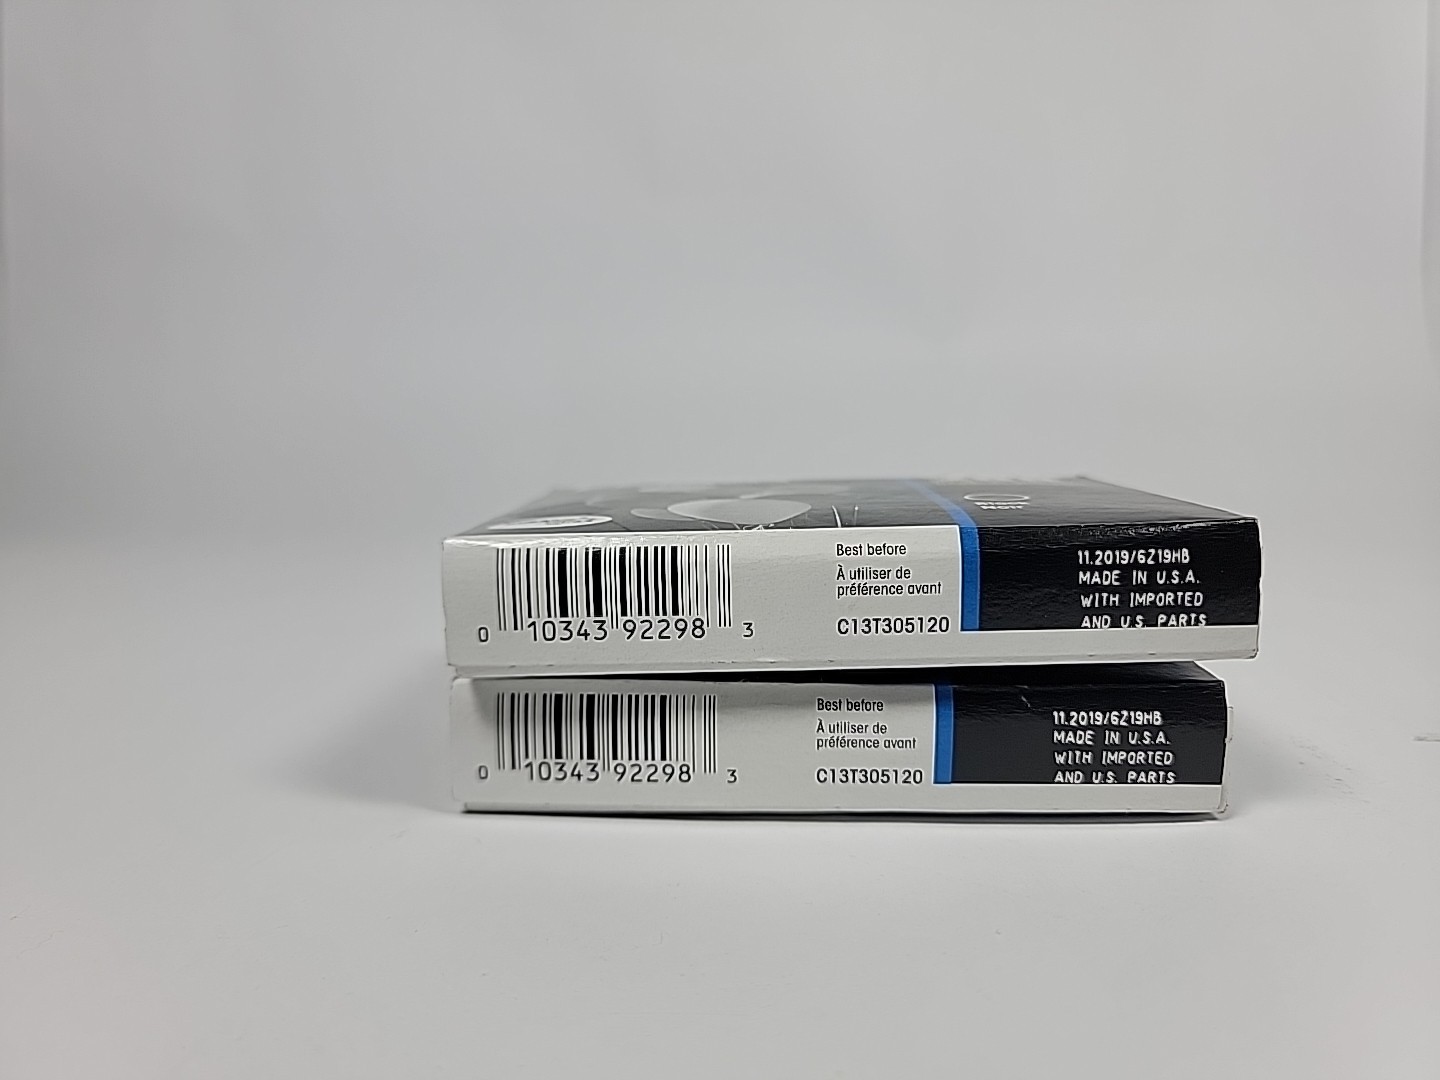 Black
Noir
0 10343 92298 3
Best before
À utiliser de
préférence avant
C13T305120
11.2019/6Z19HB
MADE IN U.S.A.
WITH IMPORTED
AND U.S. PARTS
0 10343 92298 3
Best before
À utiliser de
préférence avant
C13T305120
11.2019/6Z19HB
MADE IN U.S.A.
WITH IMPORTED
AND U.S. PARTS